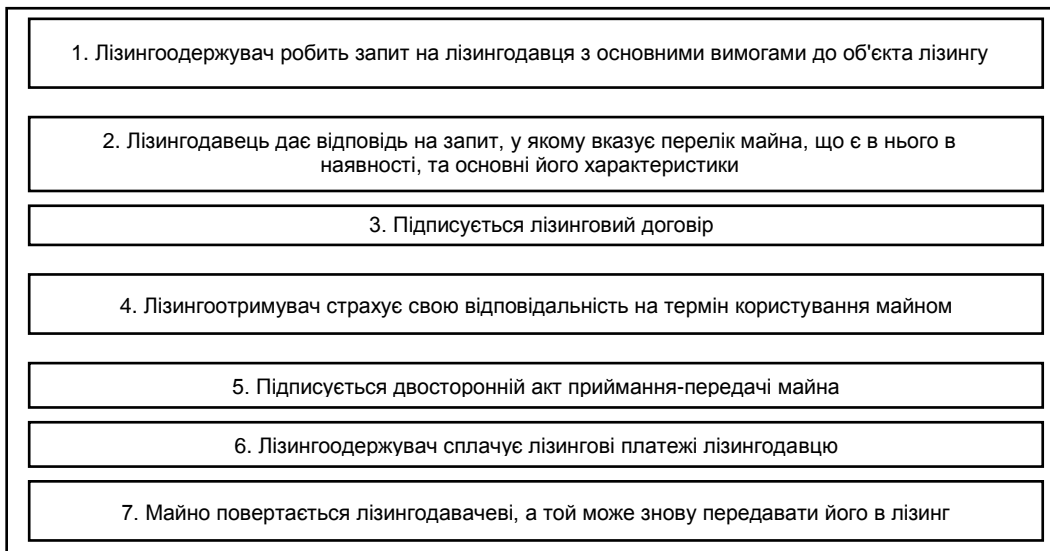 1. Лізингоодержувач робить запит на лізингодавця з основними вимогами до об'єкта лізингу
2. Лізингодавець дає відповідь на запит, у якому вказує перелік майна, що є в нього в
наявності, та основні його характеристики
3. Підписується лізинговий договір
4. Лізингоотримувач страхує свою відповідальність на термін користування майном
5. Підписується двосторонній акт приймання-передачі майна
6. Лізингоодержувач сплачує лізингові платежі лізингодавцю
7. Майно повертається лізингодавачеві, а той може знову передавати його в лізинг